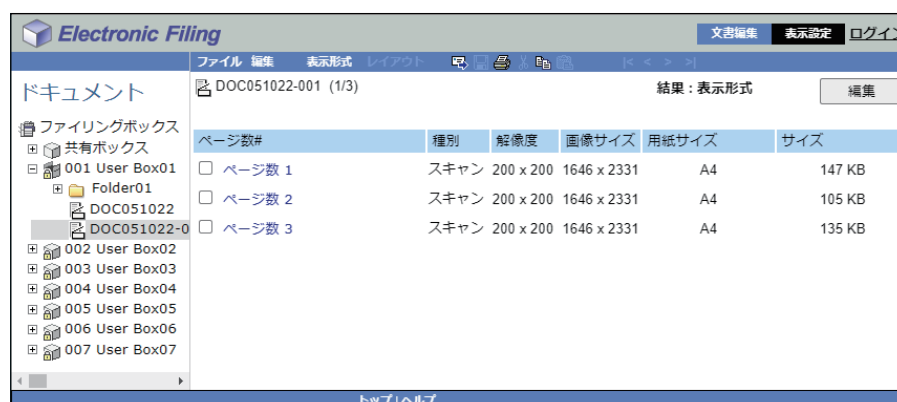 Electronic Filing
文書編集 表示設定 ログイン
ファイル 編集 表示形式 レイアウト |< < > >|
ドキュメント
DOC051022-001 (1/3) 結果：表示形式 編集
ファイリングボックス
共有ボックス
001 User Box01
Folder01
DOC051022
DOC051022-0
002 User Box02
003 User Box03
004 User Box04
005 User Box05
006 User Box06
007 User Box07
ページ数# 種別 解像度 画像サイズ 用紙サイズ サイズ
ページ数 1 スキャン 200 x 200 1646 x 2331 A4 147 KB
ページ数 2 スキャン 200 x 200 1646 x 2331 A4 105 KB
ページ数 3 スキャン 200 x 200 1646 x 2331 A4 135 KB
トップ | ヘルプ